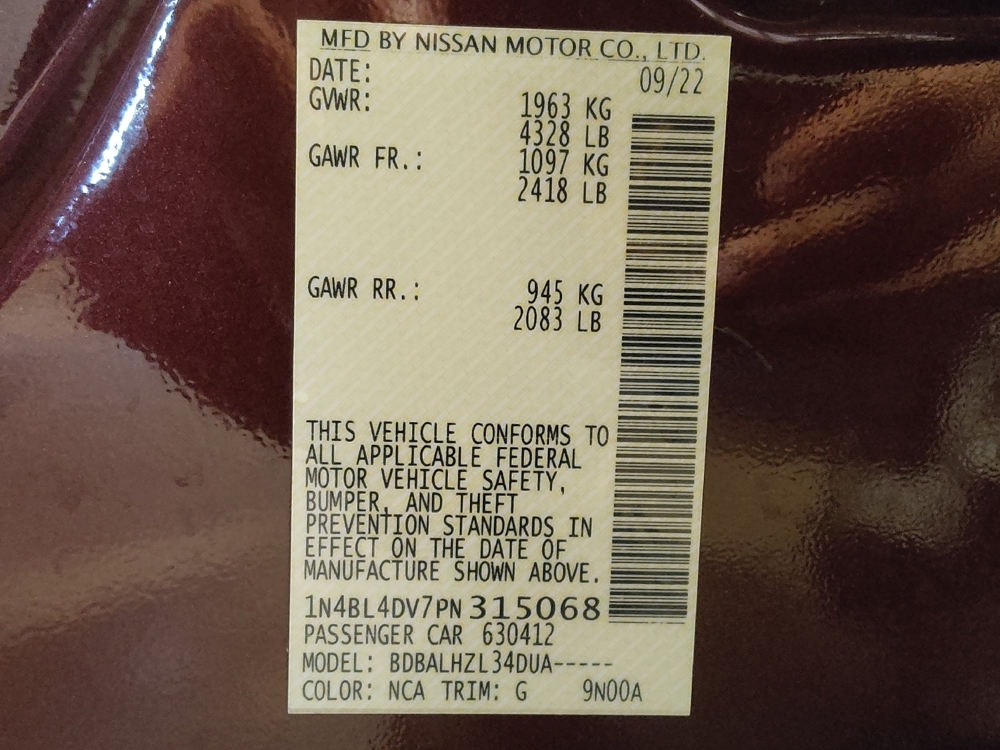 MFD BY NISSAN MOTOR CO., LTD.
DATE: 09/22
GVWR: 1963 KG
4328 LB
GAWR FR.: 1097 KG
2418 LB
GAWR RR.: 945 KG
2083 LB
THIS VEHICLE CONFORMS TO
ALL APPLICABLE FEDERAL
MOTOR VEHICLE SAFETY,
BUMPER, AND THEFT
PREVENTION STANDARDS IN
EFFECT ON THE DATE OF
MANUFACTURE SHOWN ABOVE.
1N4BL4DV7PN315068
PASSENGER CAR 630412
MODEL: BDBALHZL34DUA-----
COLOR: NCA TRIM: G 9N00A